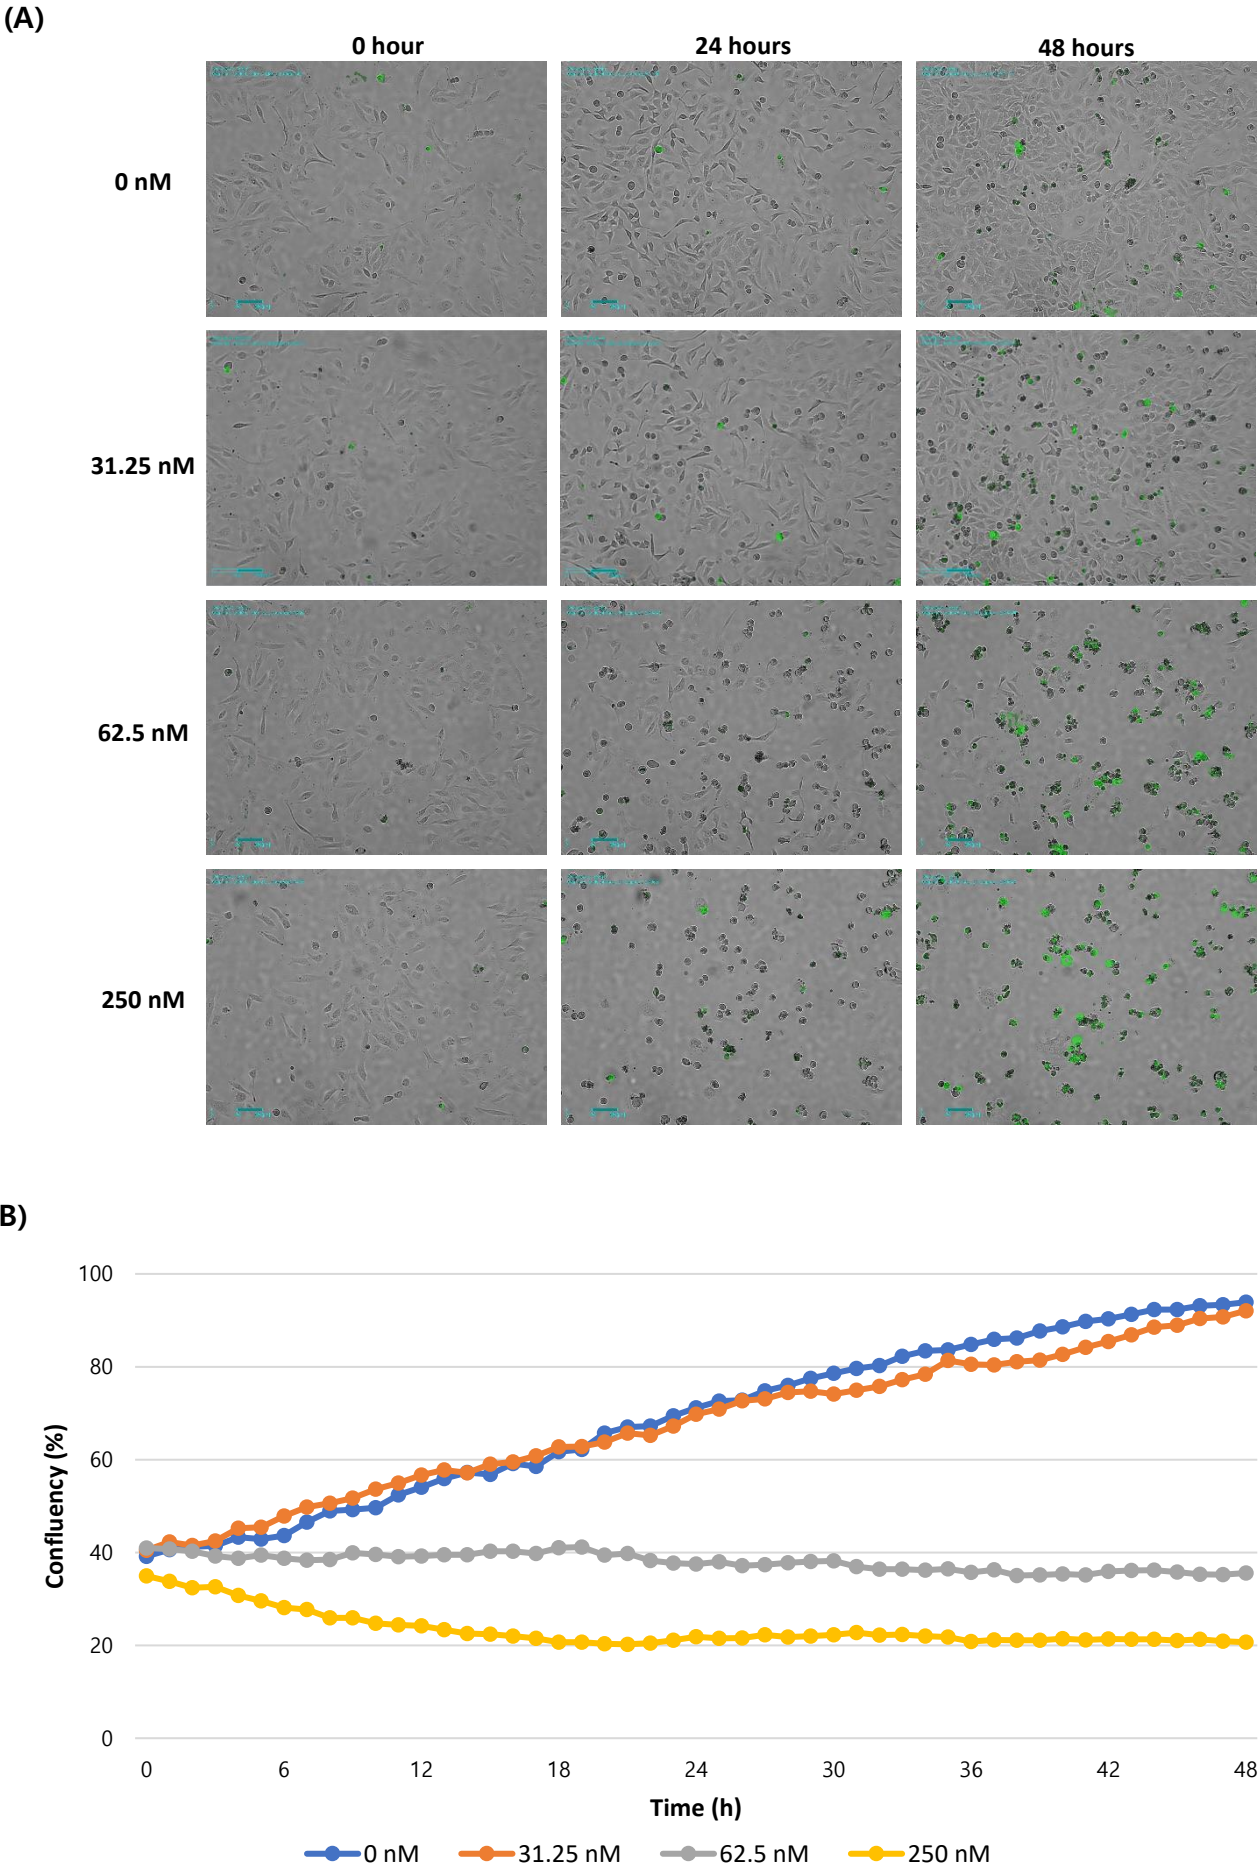 (A)
0 hour 24 hours 48 hours
0 nM
31.25 nM
62.5 nM
250 nM
B)
100
80
60
40
20
0
Confluency (%)
0 6 12 18 24 30 36 42 48
Time (h)
0 nM 31.25 nM 62.5 nM 250 nM